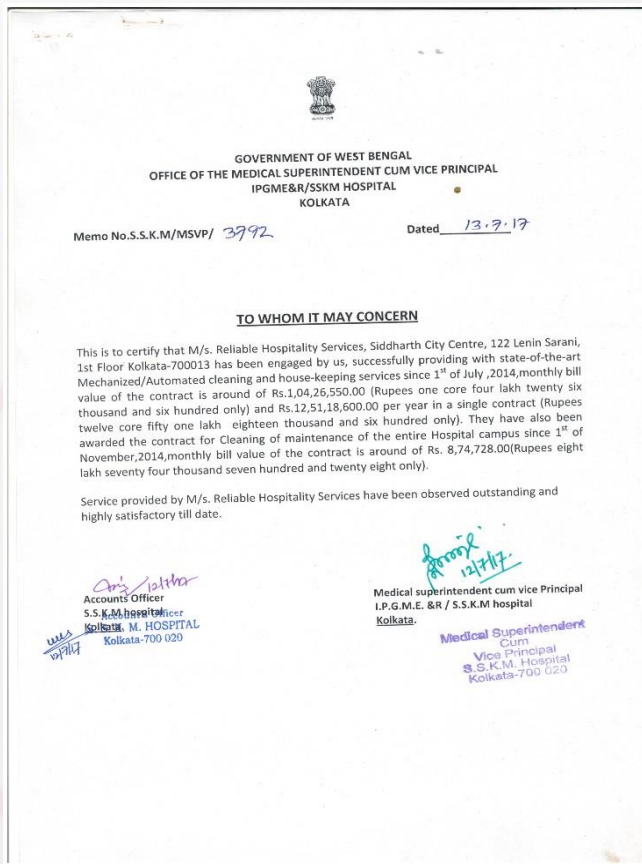 GOVERNMENT OF WEST BENGAL
OFFICE OF THE MEDICAL SUPERINTENDENT CUM VICE PRINCIPAL
IPGME&R/SSKM HOSPITAL
KOLKATA
Memo No.S.S.K.M/MSVP/ 3792 Dated 13.7.17
TO WHOM IT MAY CONCERN
This is to certify that M/s. Reliable Hospitality Services, Siddharth City Centre, 122 Lenin Sarani,
1st Floor Kolkata-700013 has been engaged by us, successfully providing with state-of-the-art
Mechanized/Automated cleaning and house-keeping services since 1st of July ,2014,monthly bill
value of the contract is around of Rs.1,04,26,550.00 (Rupees one core four lakh twenty six
thousand and six hundred only) and Rs.12,51,18,600.00 per year in a single contract (Rupees
twelve core fifty one lakh eighteen thousand and six hundred only). They have also been
awarded the contract for Cleaning of maintenance of the entire Hospital campus since 1st of
November,2014,monthly bill value of the contract is around of Rs. 8,74,728.00(Rupees eight
lakh seventy four thousand seven hundred and twenty eight only).
Service provided by M/s. Reliable Hospitality Services have been observed outstanding and
highly satisfactory till date.
12/7/17
Accounts Officer
S.S.K.M hospital
Kolkata.
Accounts Officer
M. HOSPITAL
Kolkata-700 020
12/7/17
12/7/17.
Medical superintendent cum vice Principal
I.P.G.M.E. &R / S.S.K.M hospital
Kolkata.
Medical Superintendent
Cum
Vice Principal
S.S.K.M. Hospital
Kolkata-700 020